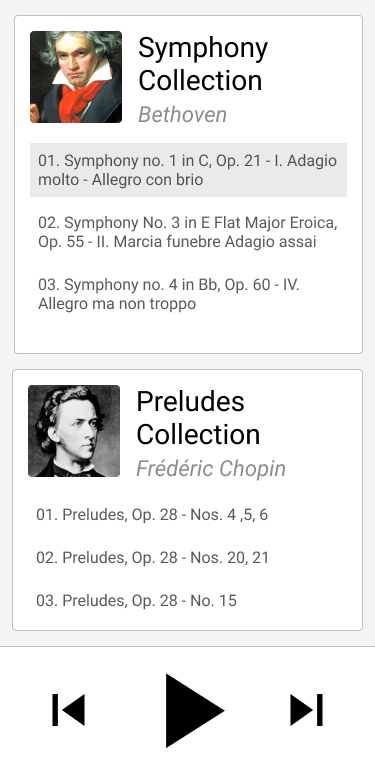 Symphony
Collection
Bethoven
01. Symphony no. 1 in C, Op. 21 - I. Adagio
molto - Allegro con brio
02. Symphony No. 3 in E Flat Major Eroica,
Op. 55 - II. Marcia funebre Adagio assai
03. Symphony no. 4 in Bb, Op. 60 - IV.
Allegro ma non troppo
Preludes
Collection
Frédéric Chopin
01. Preludes, Op. 28 - Nos. 4 ,5, 6
02. Preludes, Op. 28 - Nos. 20, 21
03. Preludes, Op. 28 - No. 15